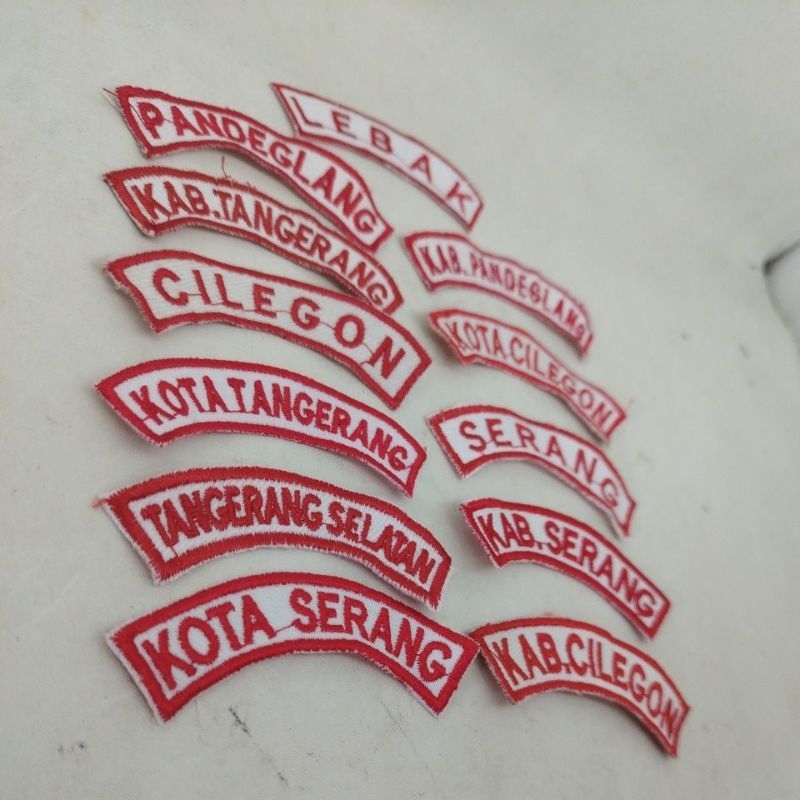 PANDEGLANG
KAB.TANGERANG
CILEGON
KOTA TANGERANG
TANGERANG SELATAN
KOTA SERANG
LEBAK
KAB. PANDEGLANG
KOTA CILEGON
SERANG
KAB. SERANG
KAB.CILEGON